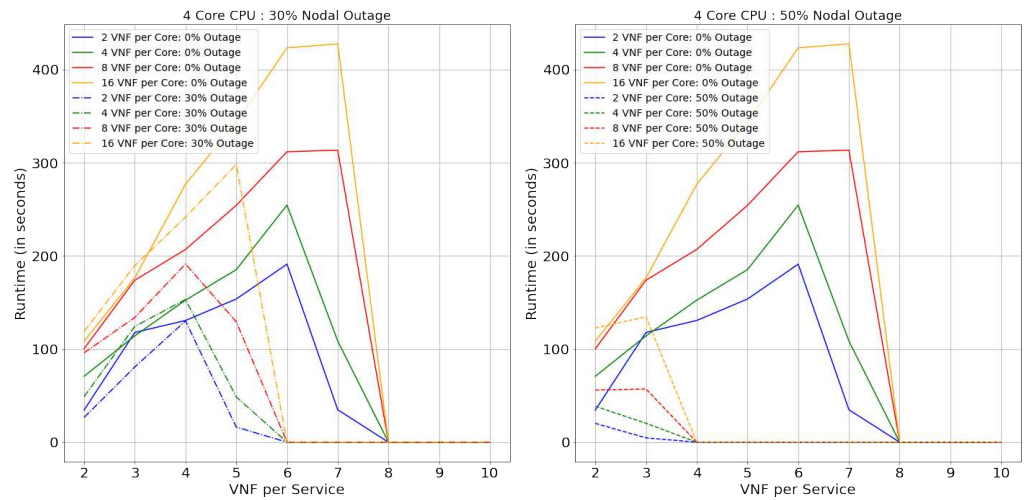 4 Core CPU : 30% Nodal Outage
2 VNF per Core: 0% Outage
4 VNF per Core: 0% Outage
8 VNF per Core: 0% Outage
16 VNF per Core: 0% Outage
2 VNF per Core: 30% Outage
4 VNF per Core: 30% Outage
8 VNF per Core: 30% Outage
16 VNF per Core: 30% Outage
Runtime (in seconds)
400
300
200
100
0
2 3 4 5 6 7 8 9 10
VNF per Service
4 Core CPU : 50% Nodal Outage
2 VNF per Core: 0% Outage
4 VNF per Core: 0% Outage
8 VNF per Core: 0% Outage
16 VNF per Core: 0% Outage
2 VNF per Core: 50% Outage
4 VNF per Core: 50% Outage
8 VNF per Core: 50% Outage
16 VNF per Core: 50% Outage
Runtime (in seconds)
400
300
200
100
0
2 3 4 5 6 7 8 9 10
VNF per Service